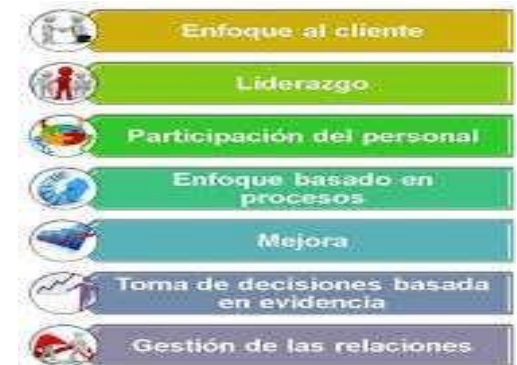 Enfoque al cliente
Liderazgo
Participación del personal
Enfoque basado en
procesos
Mejora
Toma de decisiones basada
en evidencia
Gestión de las relaciones